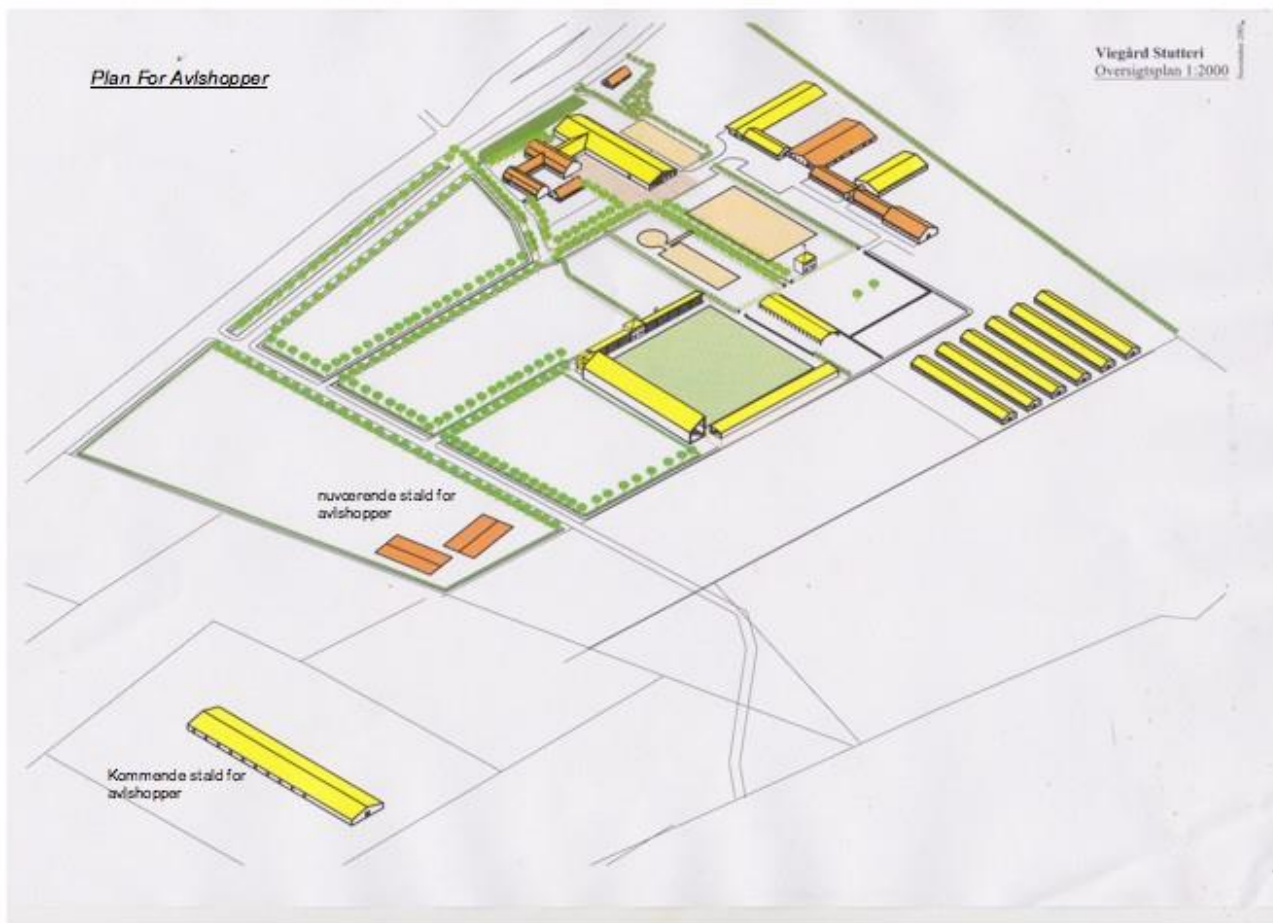 Plan For Avlshopper
Viegård Stutteri
Oversigtsplan 1:2000
nuværende stald for
avlshopper
Kommende stald for
avlshopper